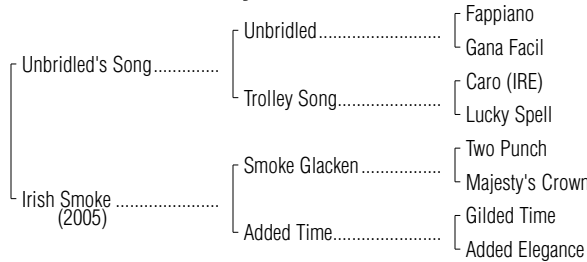 Fappiano
Unbridled
Gana Facil
Unbridled's Song
Caro (IRE)
Trolley Song
Lucky Spell
Two Punch
Smoke Glacken
Majesty's Crown
Irish Smoke
(2005)
Gilded Time
Added Time
Added Elegance